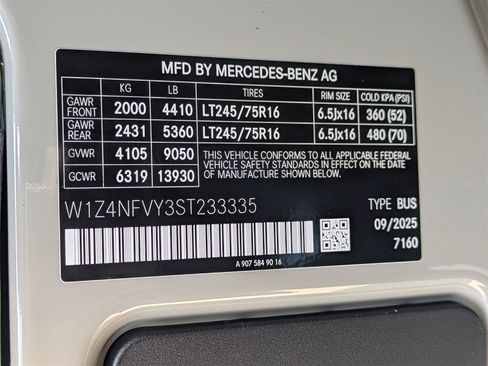 MFD BY MERCEDES-BENZ AG
KG LB TIRES RIM SIZE COLD KPA (PSI)
GAWR FRONT 2000 4410 LT245/75R16 6.5Jx16 360 (52)
GAWR REAR 2431 5360 LT245/75R16 6.5Jx16 480 (70)
GVWR 4105 9050 THIS VEHICLE CONFORMS TO ALL APPLICABLE FEDERAL
VEHICLE SAFETY STANDARDS IN EFFECT ON THE DATE OF
GCWR 6319 13930 MANUFACTURE SHOWN ABOVE.
W1Z4NFVY3ST233335 TYPE BUS
09/2025
7160
A 907 584 90 16